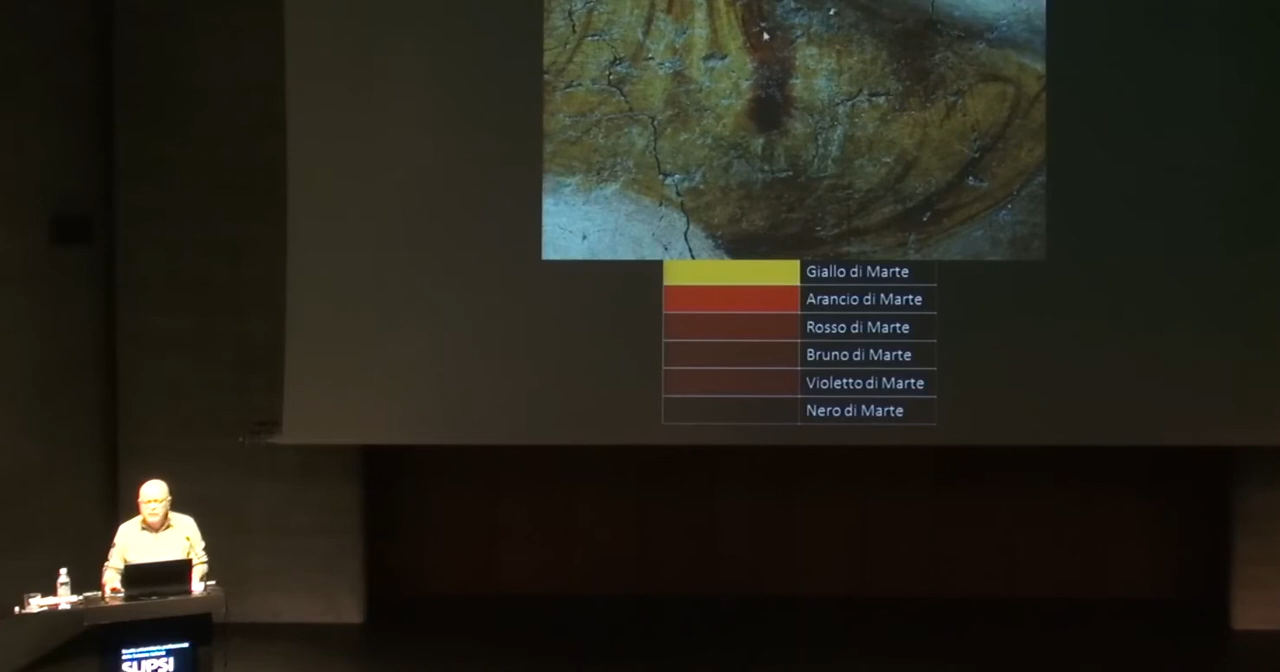 Giallo di Marte
Arancio di Marte
Rosso di Marte
Bruno di Marte
Violetto di Marte
Nero di Marte
SUPSI